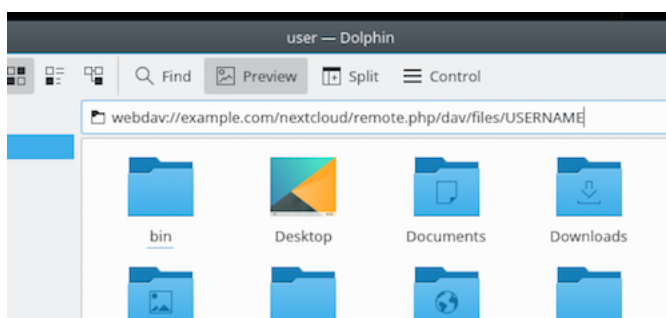 user — Dolphin
Find Preview Split Control
webdav://example.com/nextcloud/remote.php/dav/files/USERNAME
bin Desktop Documents Downloads